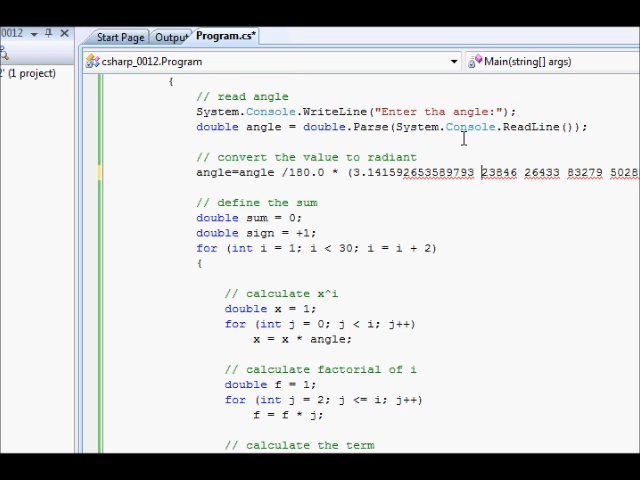 0012
Start Page Output Program.cs*
csharp_0012.Program Main(string[] args)
2' (1 project)
{
// read angle
System.Console.WriteLine("Enter tha angle:");
double angle = double.Parse(System.Console.ReadLine());
// convert the value to radiant
angle=angle /180.0 * (3.141592653589793 23846 26433 83279 5028
// define the sum
double sum = 0;
double sign = +1;
for (int i = 1; i < 30; i = i + 2)
{
// calculate x^i
double x = 1;
for (int j = 0; j < i; j++)
x = x * angle;
// calculate factorial of i
double f = 1;
for (int j = 2; j <= i; j++)
f = f * j;
// calculate the term